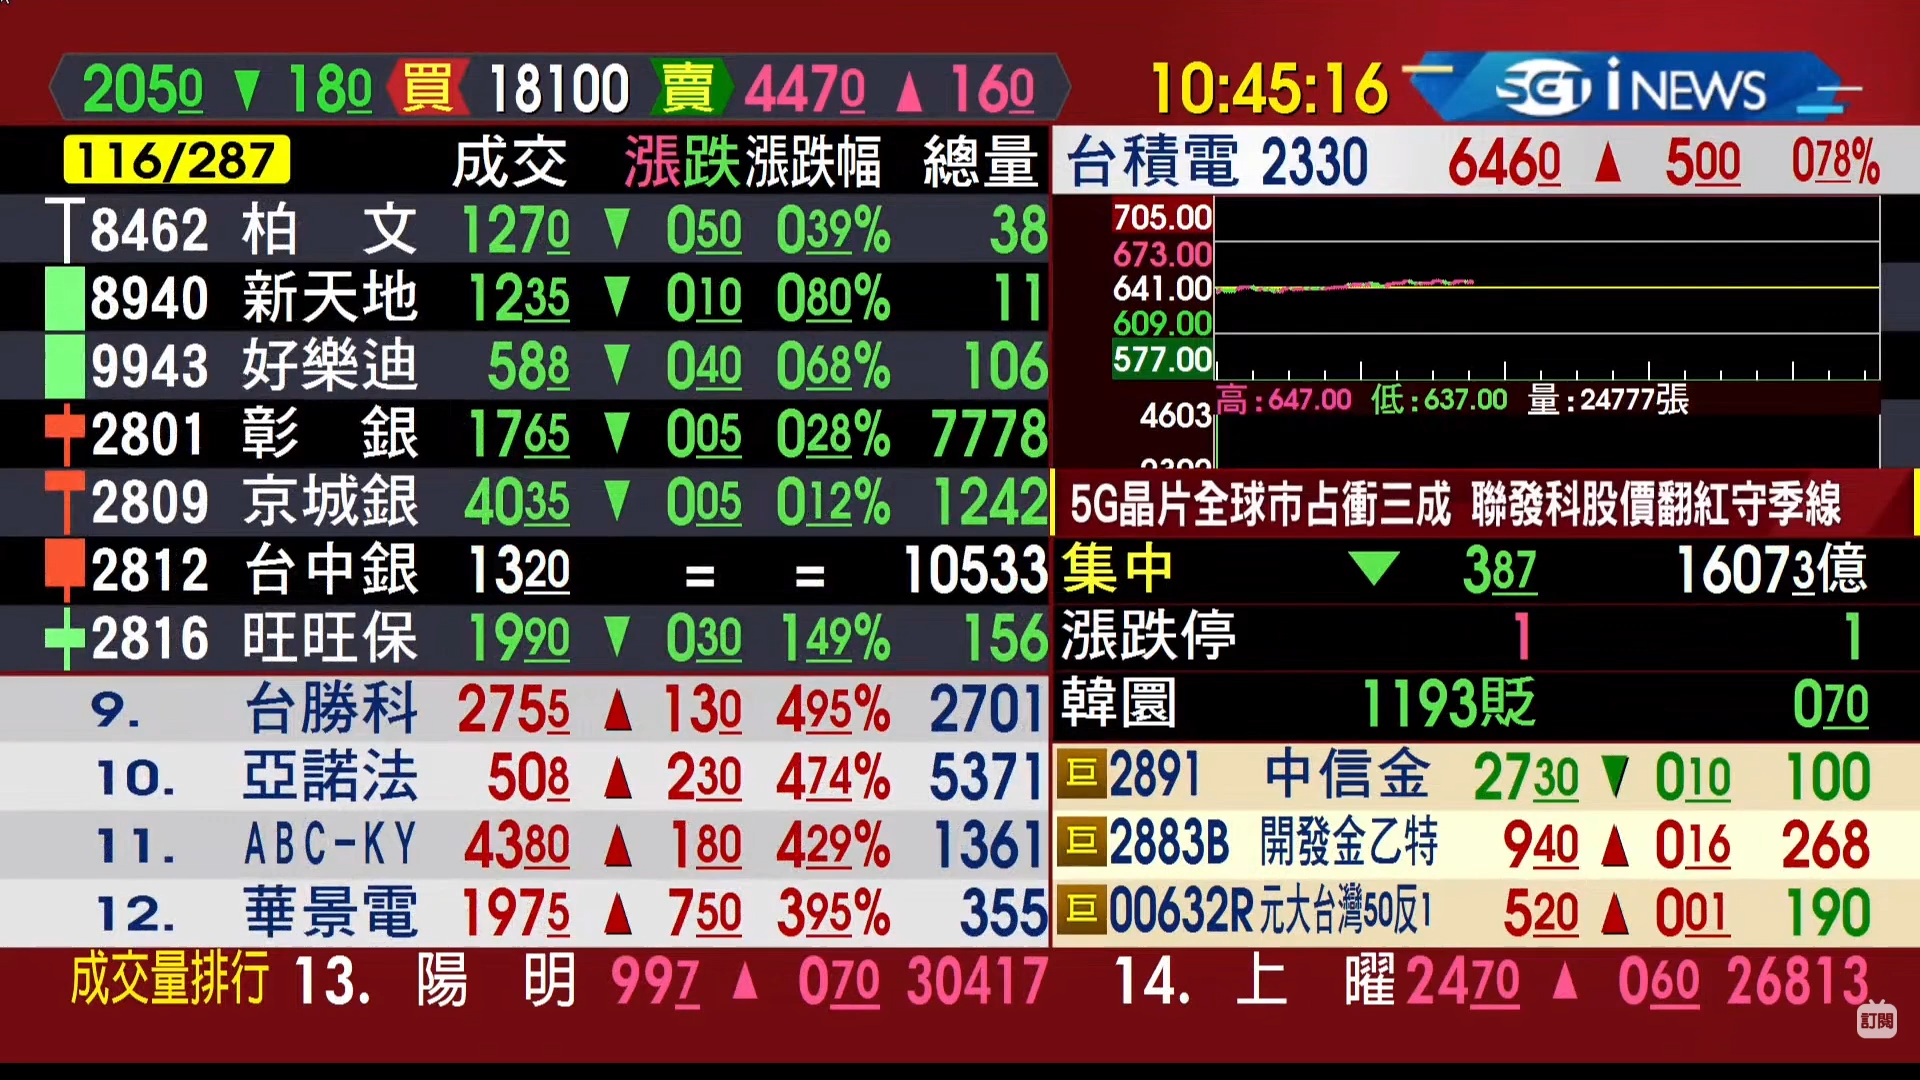 2050 ▼ 180 買 18100 賣 4470 ▲ 160
10:45:16 SET iNEWS
116/287 成交 漲跌 漲跌幅 總量
8462 柏文 1270 ▼ 050 039% 38
8940 新天地 1235 ▼ 010 080% 11
9943 好樂迪 588 ▼ 040 068% 106
2801 彰銀 1765 ▼ 005 028% 7778
2809 京城銀 4035 ▼ 005 012% 1242
2812 台中銀 1320 = = 10533
2816 旺旺保 1990 ▼ 030 149% 156
9. 台勝科 2755 ▲ 130 495% 2701
10. 亞諾法 508 ▲ 230 474% 5371
11. ABC-KY 4380 ▲ 180 429% 1361
12. 華景電 1975 ▲ 750 395% 355
台積電 2330 6460 ▲ 500 078%
705.00
673.00
641.00
609.00
577.00
高:647.00 低:637.00 量:24777張
4603
5G晶片全球市占衝三成 聯發科股價翻紅守季線
集中 ▼ 387 16073億
漲跌停 1 1
韓圜 1193貶 070
巨 2891 中信金 2730 ▼ 010 100
巨 2883B 開發金乙特 940 ▲ 016 268
巨 00632R 元大台灣50反1 520 ▲ 001 190
成交量排行 13. 陽明 997 ▲ 070 30417 14. 上曜 2470 ▲ 060 26813
訂閱